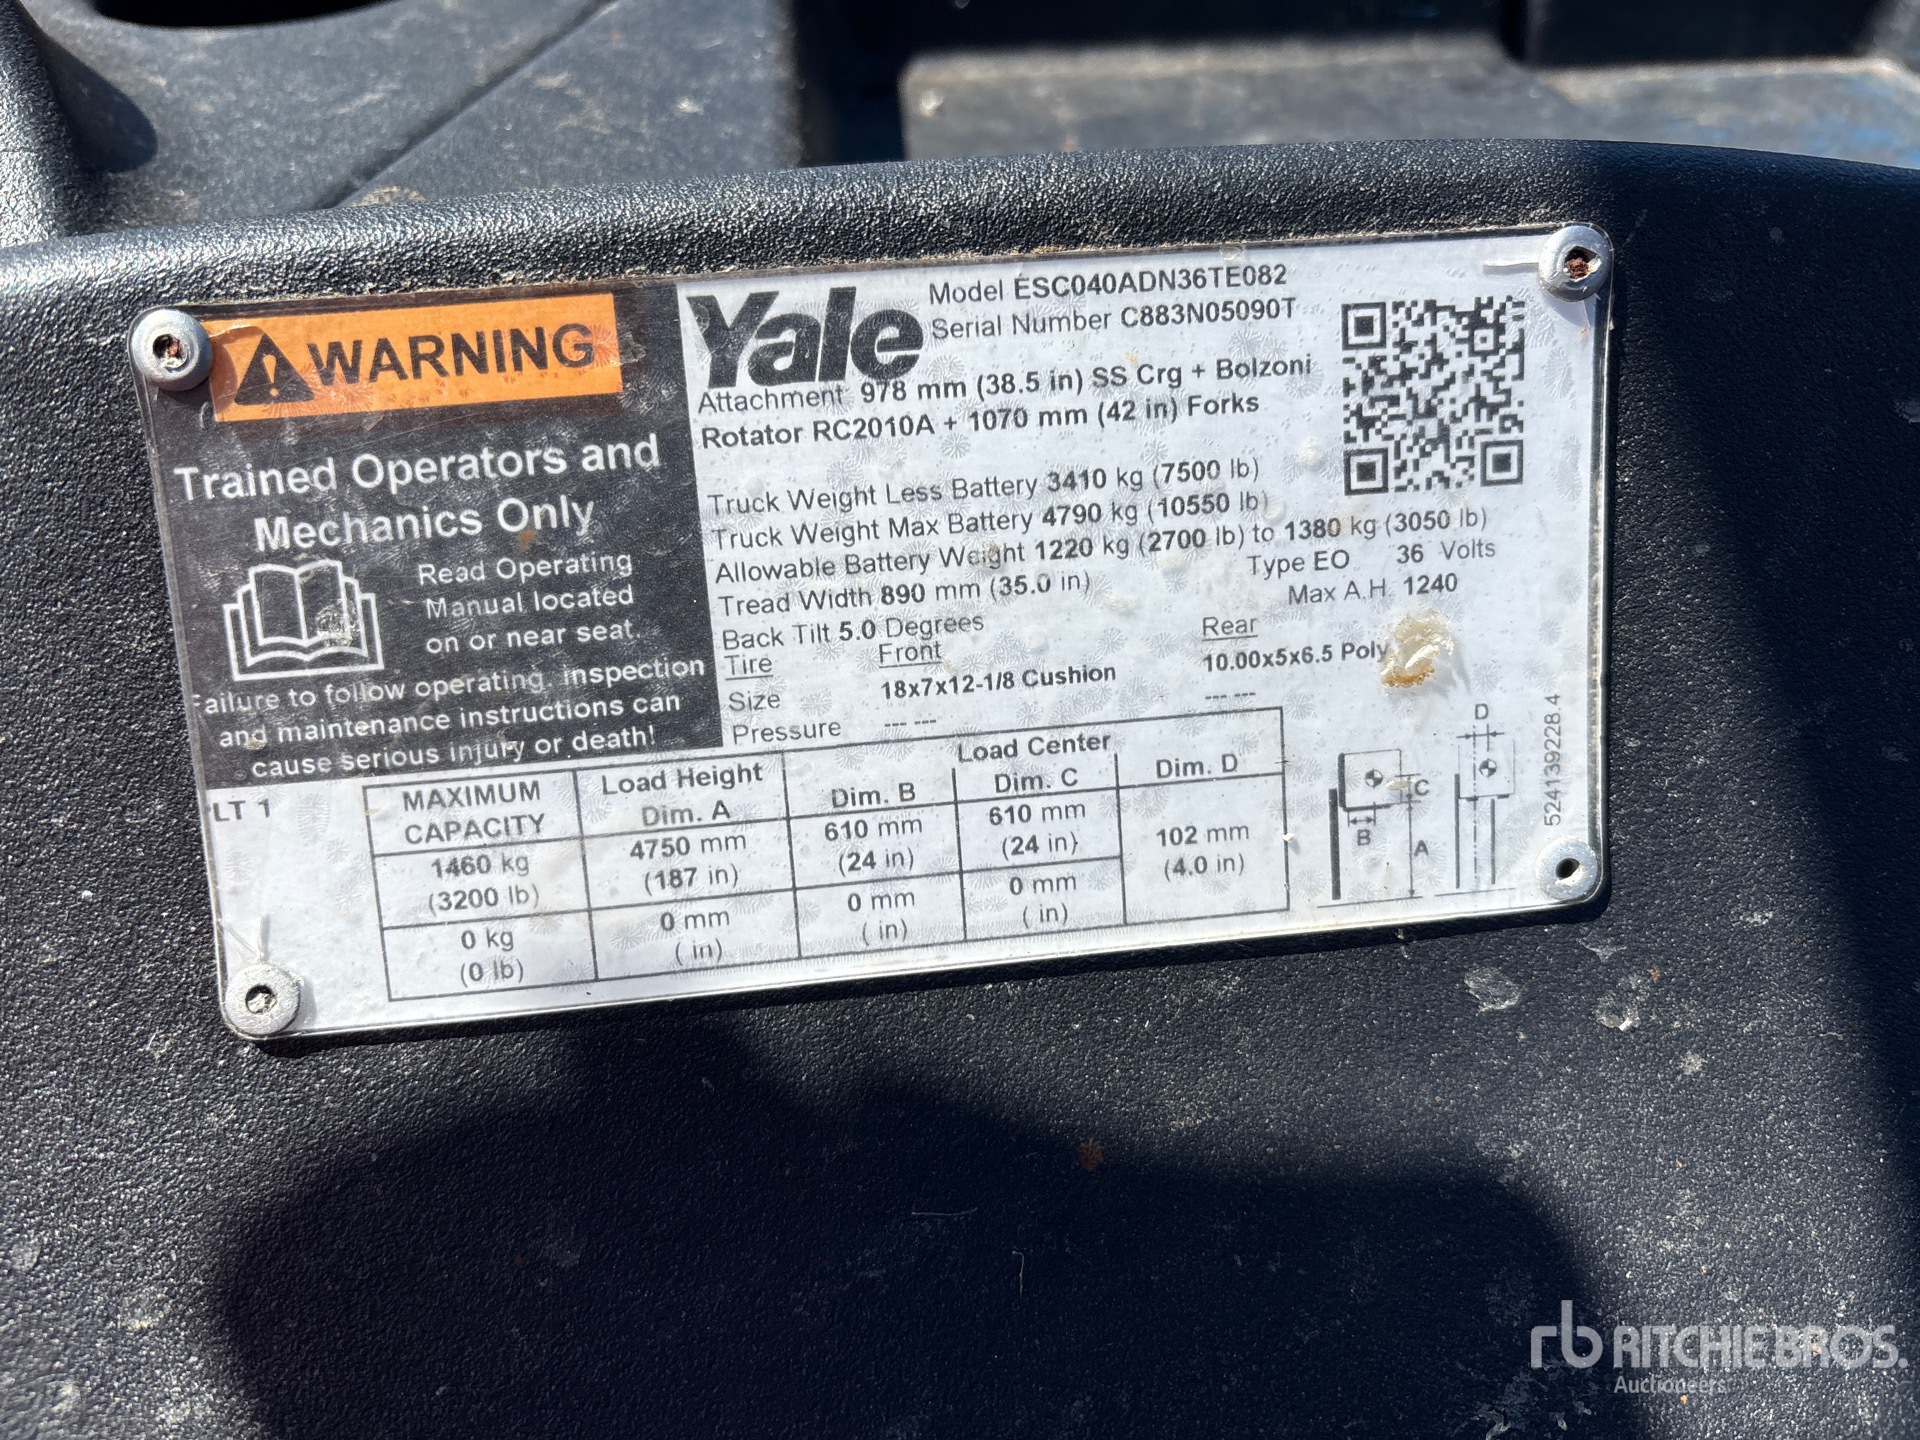 WARNING
Trained Operators and
Mechanics Only
Read Operating
Manual located
on or near seat.
Failure to follow operating, inspection
and maintenance instructions can
cause serious injury or death!
Yale
Model ESC040ADN36TE082
Serial Number C883N05090T
Attachment 978 mm (38.5 in) SS Crg + Bolzoni
Rotator RC2010A + 1070 mm (42 in) Forks
Truck Weight Less Battery 3410 kg (7500 lb)
Truck Weight Max Battery 4790 kg (10550 lb)
Allowable Battery Weight 1220 kg (2700 lb) to 1380 kg (3050 lb)
Tread Width 890 mm (35.0 in) Type EO 36 Volts
Back Tilt 5.0 Degrees Max A.H. 1240
Tire Front Rear
Size 18x7x12-1/8 Cushion 10.00x5x6.5 Poly
Pressure --- --- --- ---
LT 1
MAXIMUM CAPACITY Load Height Dim. A Load Center Dim. B Dim. C Dim. D
1460 kg 4750 mm 610 mm 610 mm 102 mm
(3200 lb) (187 in) (24 in) (24 in) (4.0 in)
0 kg 0 mm 0 mm 0 mm
(0 lb) ( in) ( in) ( in)
D
C
B
A
524139228.4
rb RITCHIE BROS.
Auctioneers